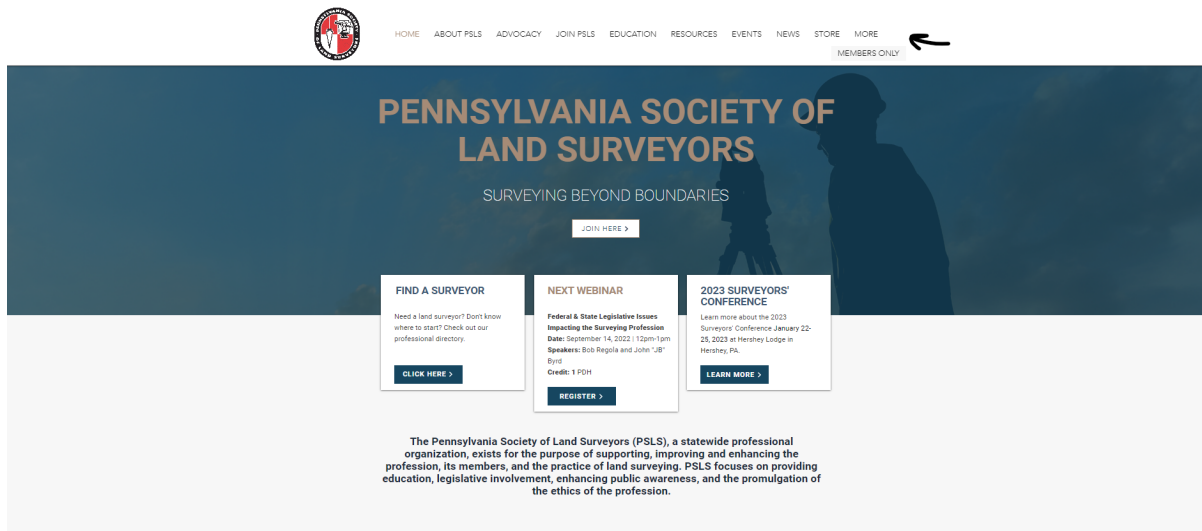 HOME ABOUT PSLS ADVOCACY JOIN PSLS EDUCATION RESOURCES EVENTS NEWS STORE MORE
MEMBERS ONLY
PENNSYLVANIA SOCIETY OF
LAND SURVEYORS
SURVEYING BEYOND BOUNDARIES
JOIN HERE >
FIND A SURVEYOR
Need a land surveyor? Don't know
where to start? Check out our
professional directory.
CLICK HERE >
NEXT WEBINAR
Federal & State Legislative Issues
Impacting the Surveying Profession
Date: September 14, 2022 | 12pm-1pm
Speakers: Bob Regola and John "JB"
Byrd
Credit: 1 PDH
REGISTER >
2023 SURVEYORS'
CONFERENCE
Learn more about the 2023
Surveyors' Conference January 22-
25, 2023 at Hershey Lodge in
Hershey, PA.
LEARN MORE >
The Pennsylvania Society of Land Surveyors (PSLS), a statewide professional
organization, exists for the purpose of supporting, improving and enhancing the
profession, its members, and the practice of land surveying. PSLS focuses on providing
education, legislative involvement, enhancing public awareness, and the promulgation of
the ethics of the profession.